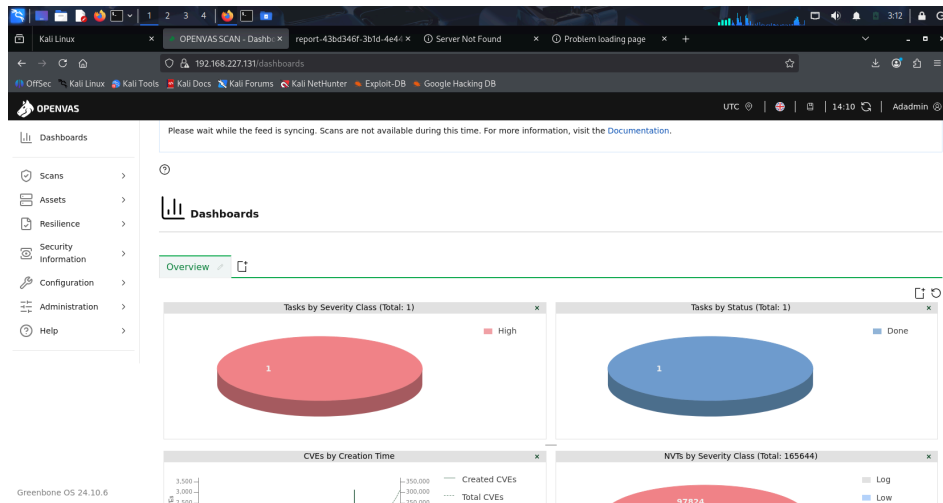 1 2 3 4
3:12
Kali Linux
OPENVAS SCAN - Dashbo
report-43bd346f-3b1d-4e44
Server Not Found
Problem loading page
192.168.227.131/dashboards
OffSec
Kali Linux
Kali Tools
Kali Docs
Kali Forums
Kali NetHunter
Exploit-DB
Google Hacking DB
OPENVAS
UTC
14:10
Adadmin
Please wait while the feed is syncing. Scans are not available during this time. For more information, visit the Documentation.
Dashboards
Scans
Assets
Resilience
Security
Information
Configuration
Administration
Help
Dashboards
Overview
Tasks by Severity Class (Total: 1)
High
1
Tasks by Status (Total: 1)
Done
1
CVEs by Creation Time
3,500
3,000
350,000
300,000
Created CVEs
Total CVEs
NVTs by Severity Class (Total: 165644)
97824
Log
Low
Greenbone OS 24.10.6